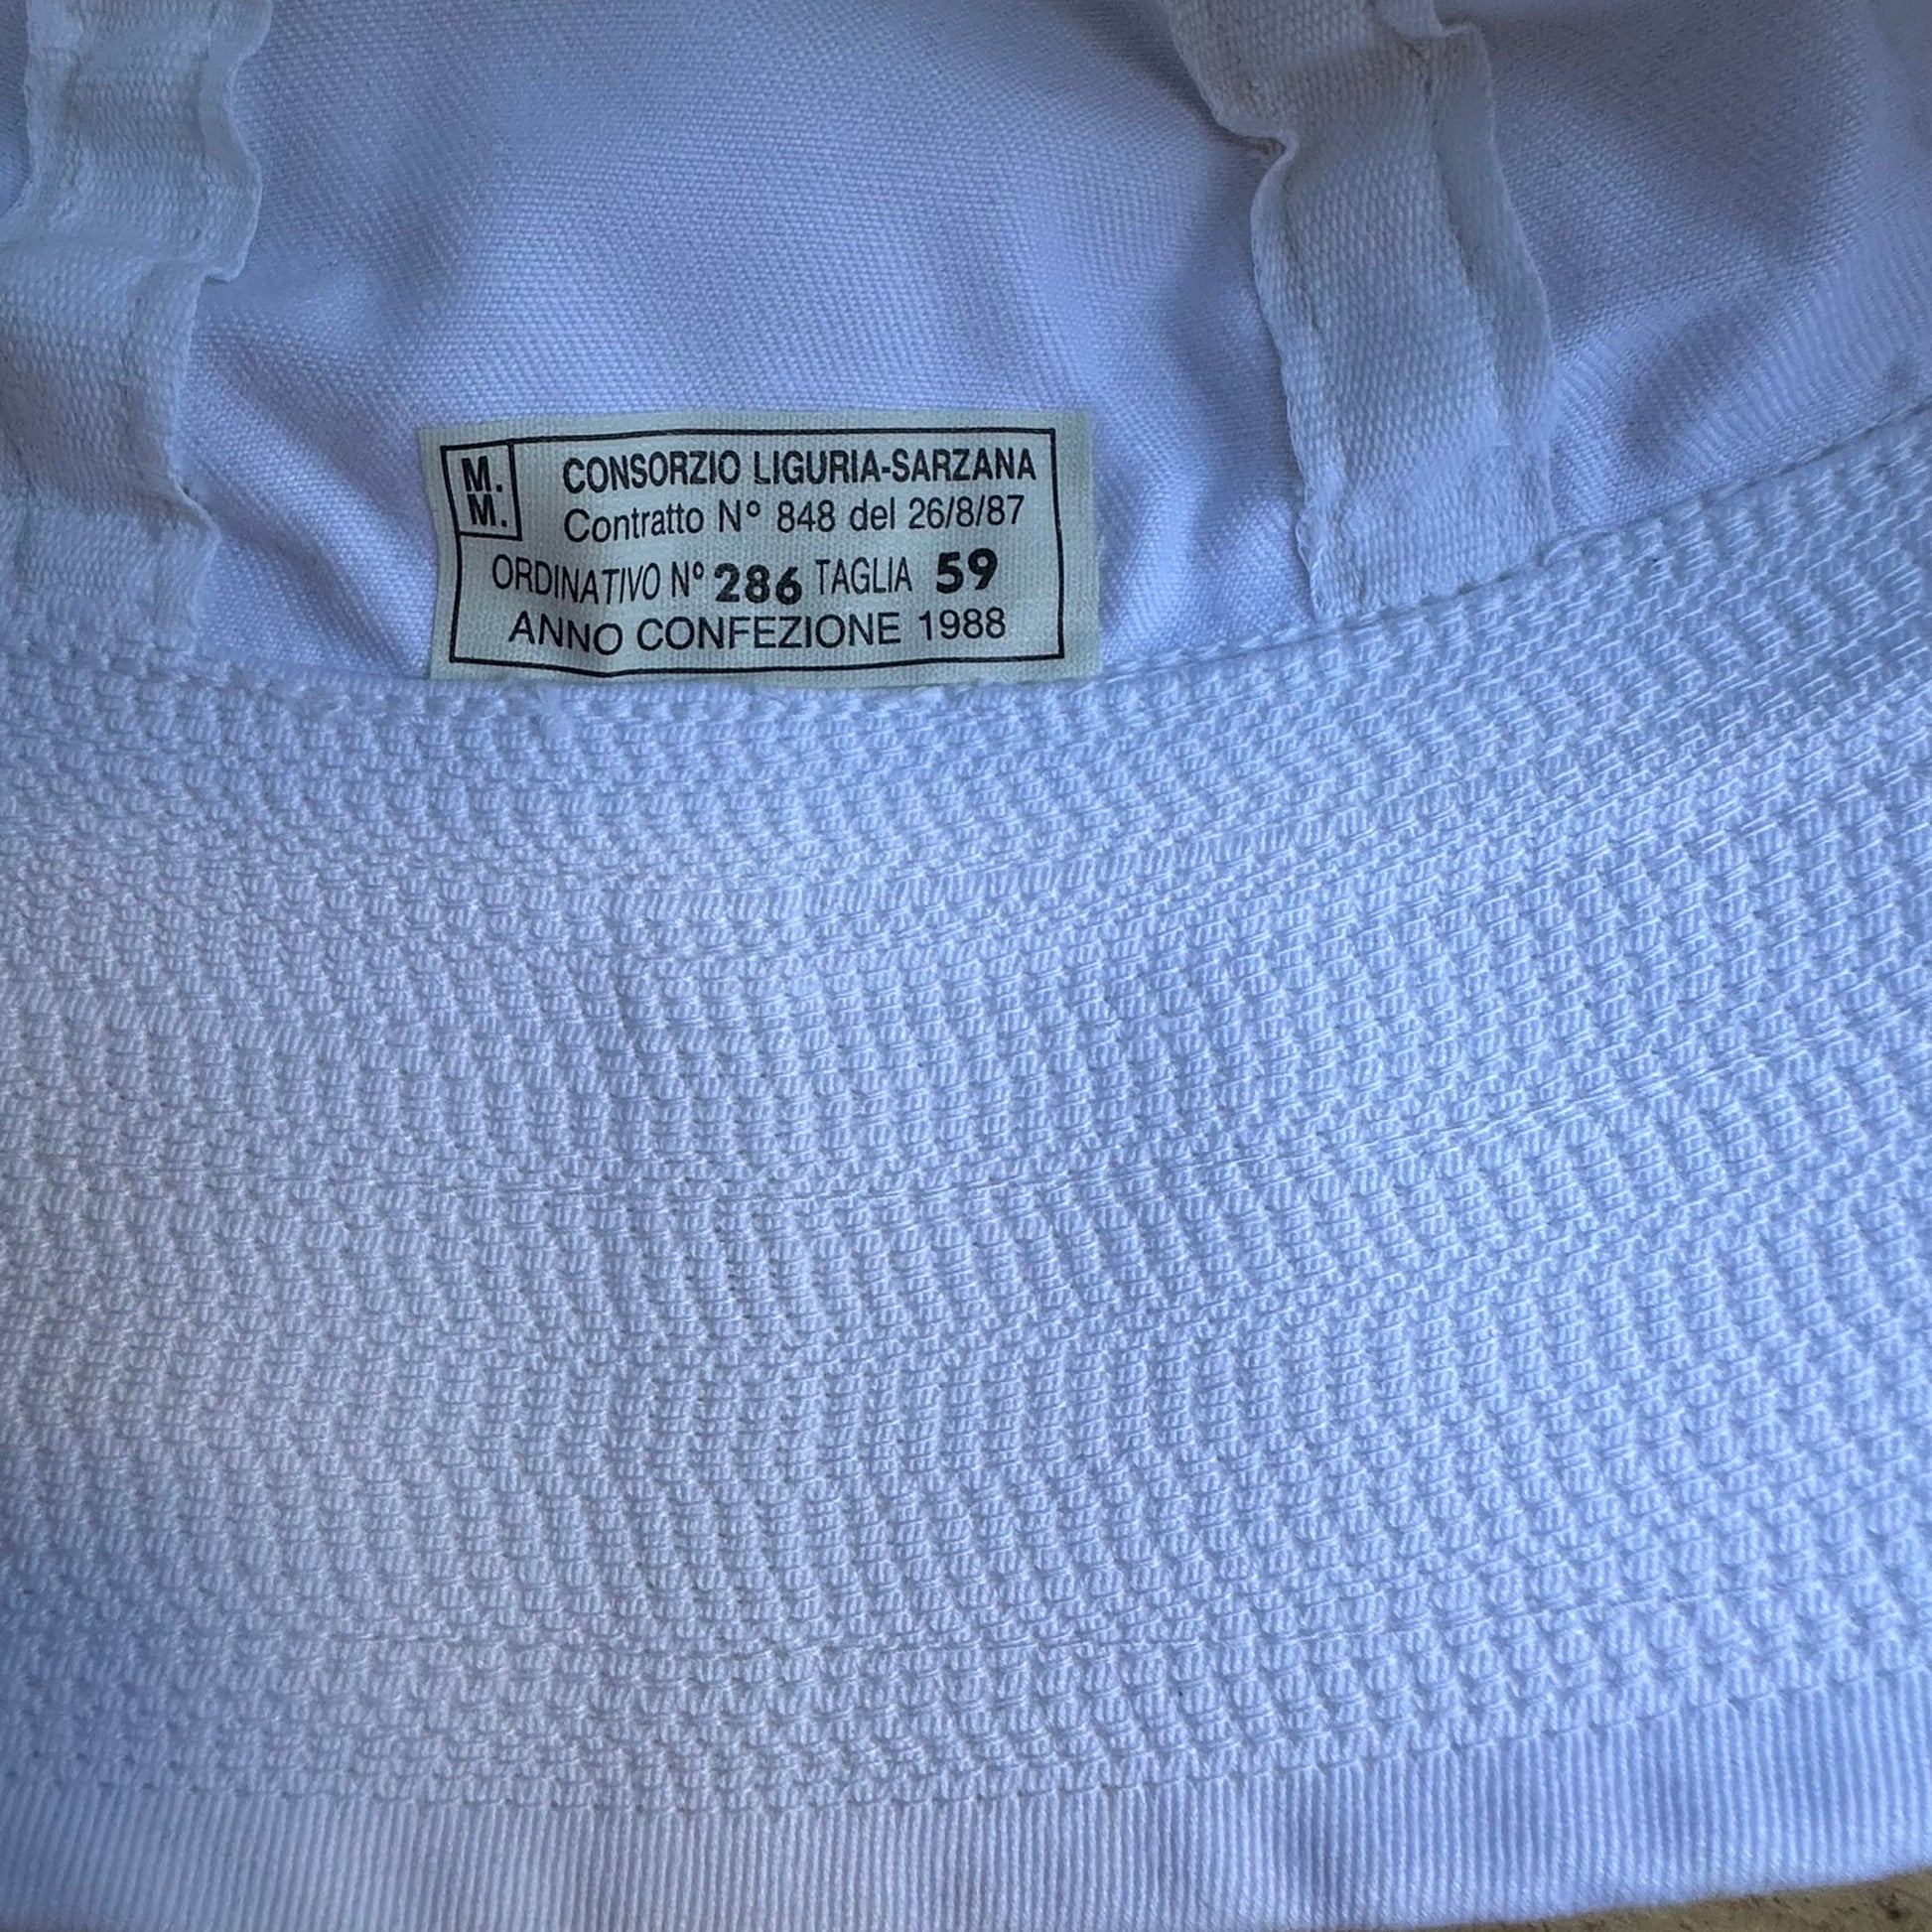 M.
M.
CONSORZIO LIGURIA-SARZANA
Contratto N° 848 del 26/8/87
ORDINATIVO N° 286 TAGLIA 59
ANNO CONFEZIONE 1988